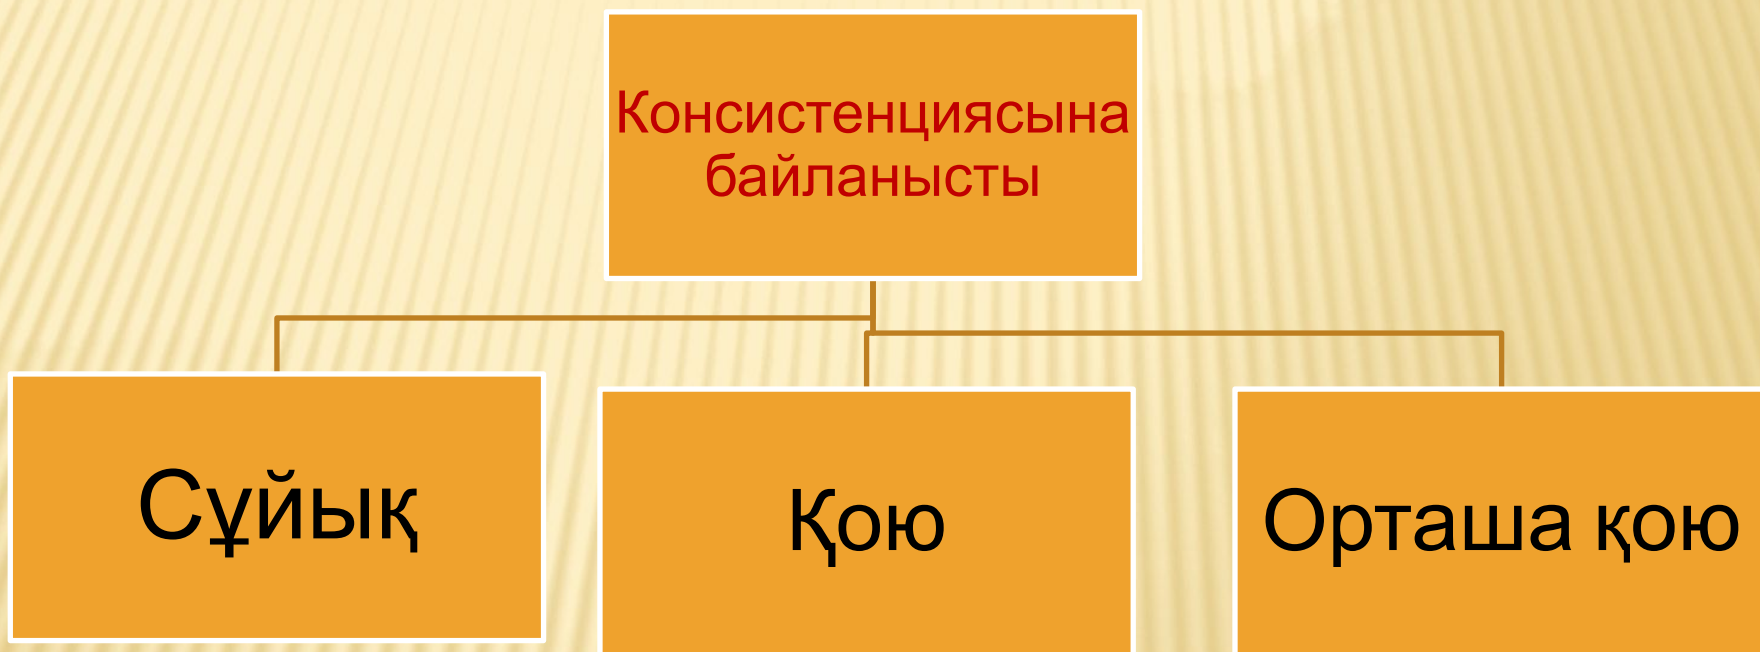 Консистенциясына
байланысты
Сұйық
Қою
Орташа қою